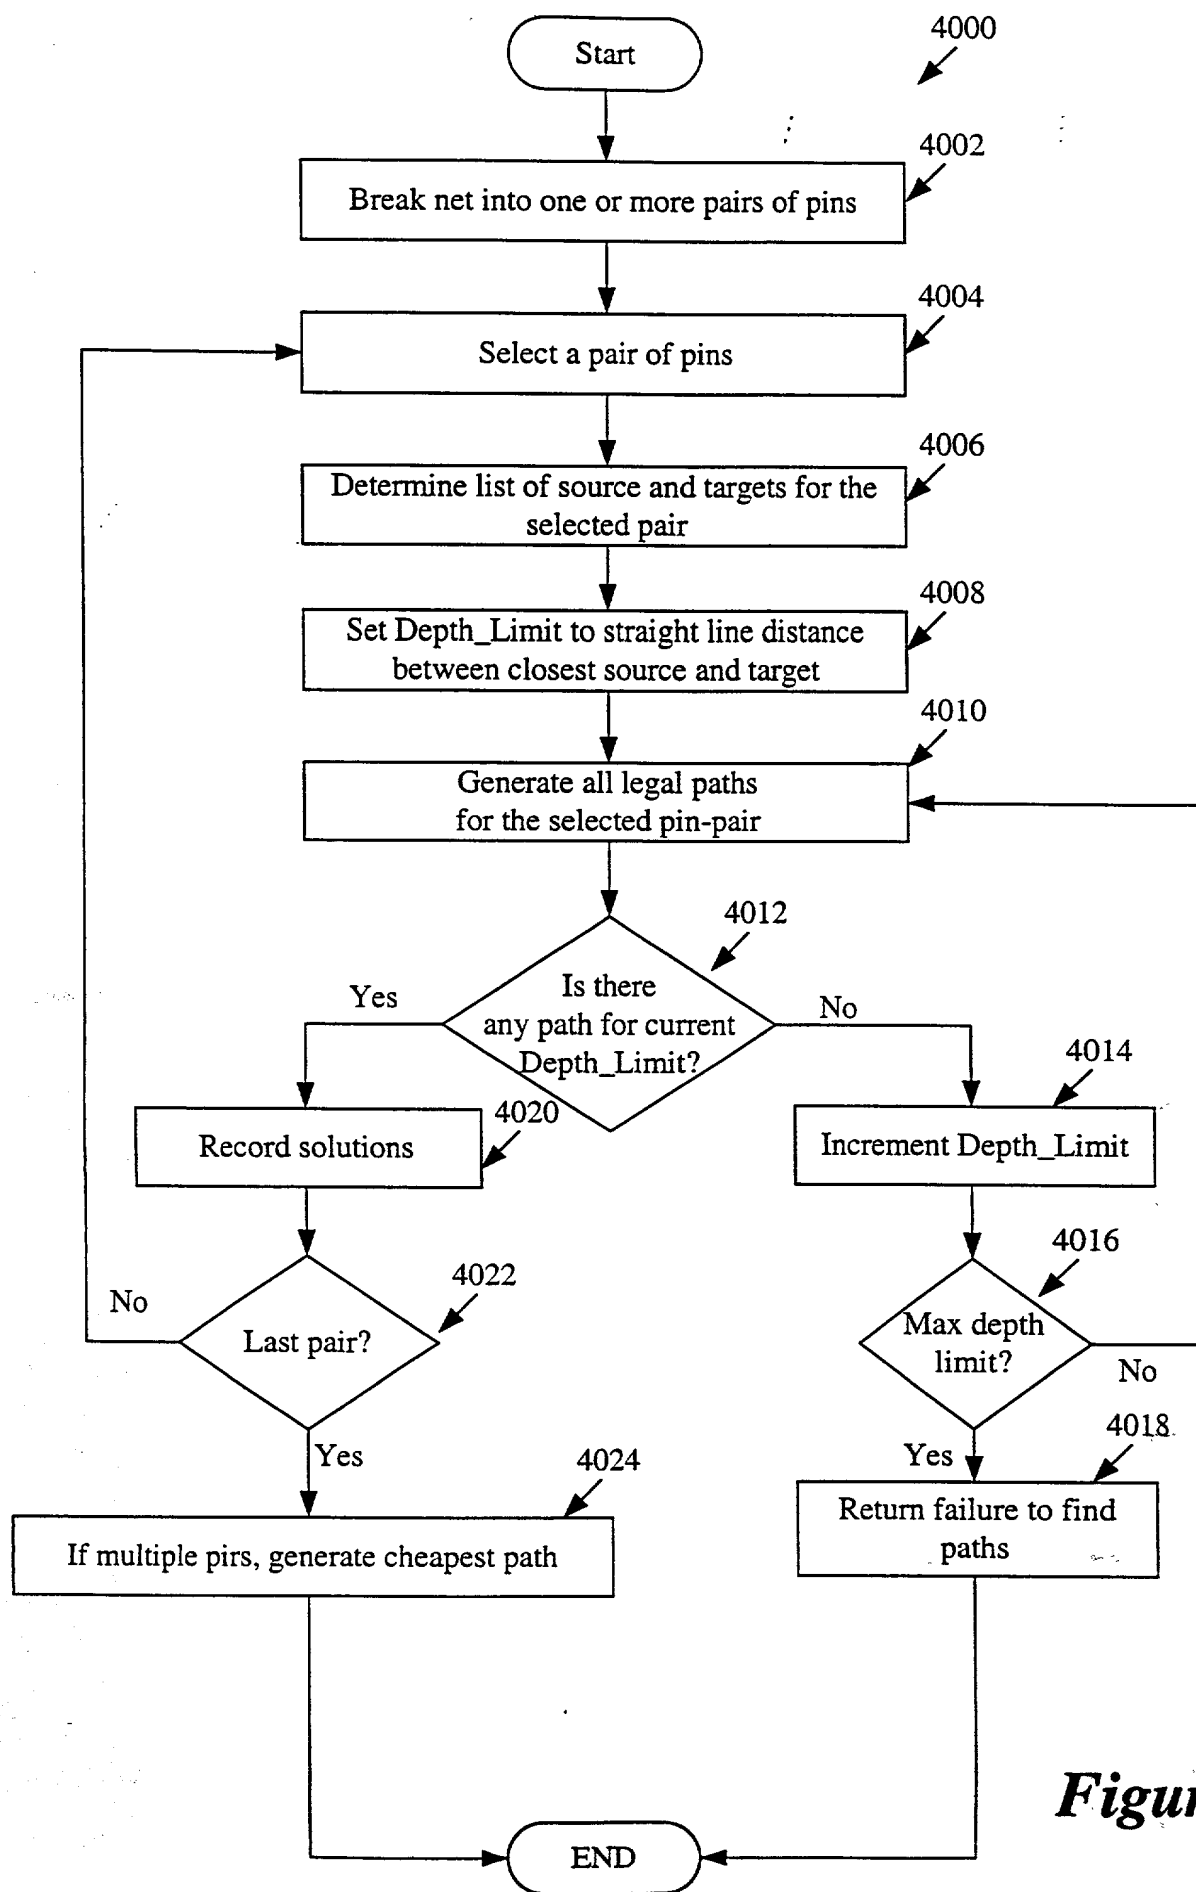 4000
Start
4002
Break net into one or more pairs of pins
4004
Select a pair of pins
4006
Determine list of source and targets for the
selected pair
4008
Set Depth_Limit to straight line distance
between closest source and target
4010
Generate all legal paths
for the selected pin-pair
4012
Is there
any path for current
Depth_Limit?
Yes
No
4014
Increment Depth_Limit
4020
Record solutions
4016
Max depth
limit?
No
4022
Last pair?
No
Yes
Yes
4018
Return failure to find
paths
4024
If multiple pirs, generate cheapest path
END
Figur